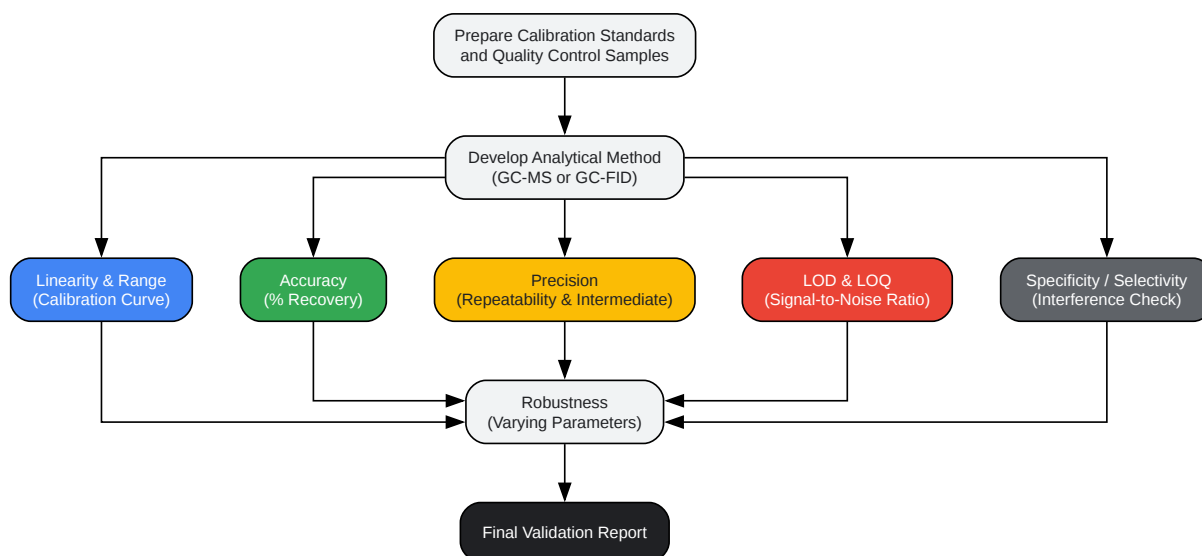 Prepare Calibration Standards
and Quality Control Samples
Develop Analytical Method
(GC-MS or GC-FID)
Linearity & Range
(Calibration Curve)
Accuracy
(% Recovery)
Precision
(Repeatability & Intermediate)
LOD & LOQ
(Signal-to-Noise Ratio)
Specificity / Selectivity
(Interference Check)
Robustness
(Varying Parameters)
Final Validation Report